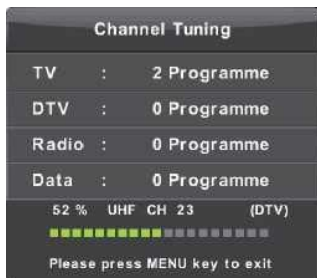 Channel Tuning
TV : 2 Programme
DTV : 0 Programme
Radio : 0 Programme
Data : 0 Programme
52 % UHF CH 23 (DTV)
Please press MENU key to exit